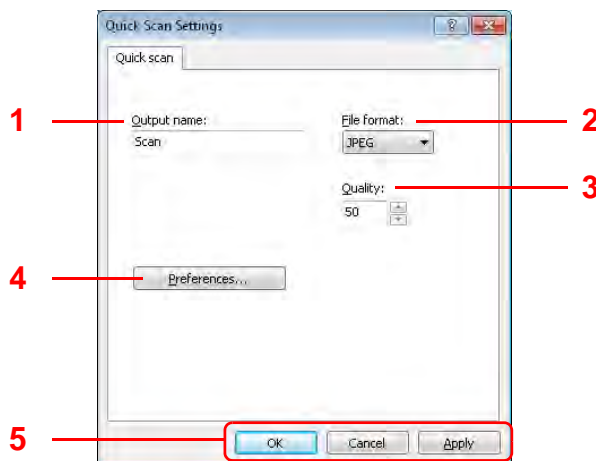 Quick Scan Settings
Quick scan
1 Output name: File format: 2
Scan JPEG
Quality: 3
50
4 Preferences...
5 OK Cancel Apply